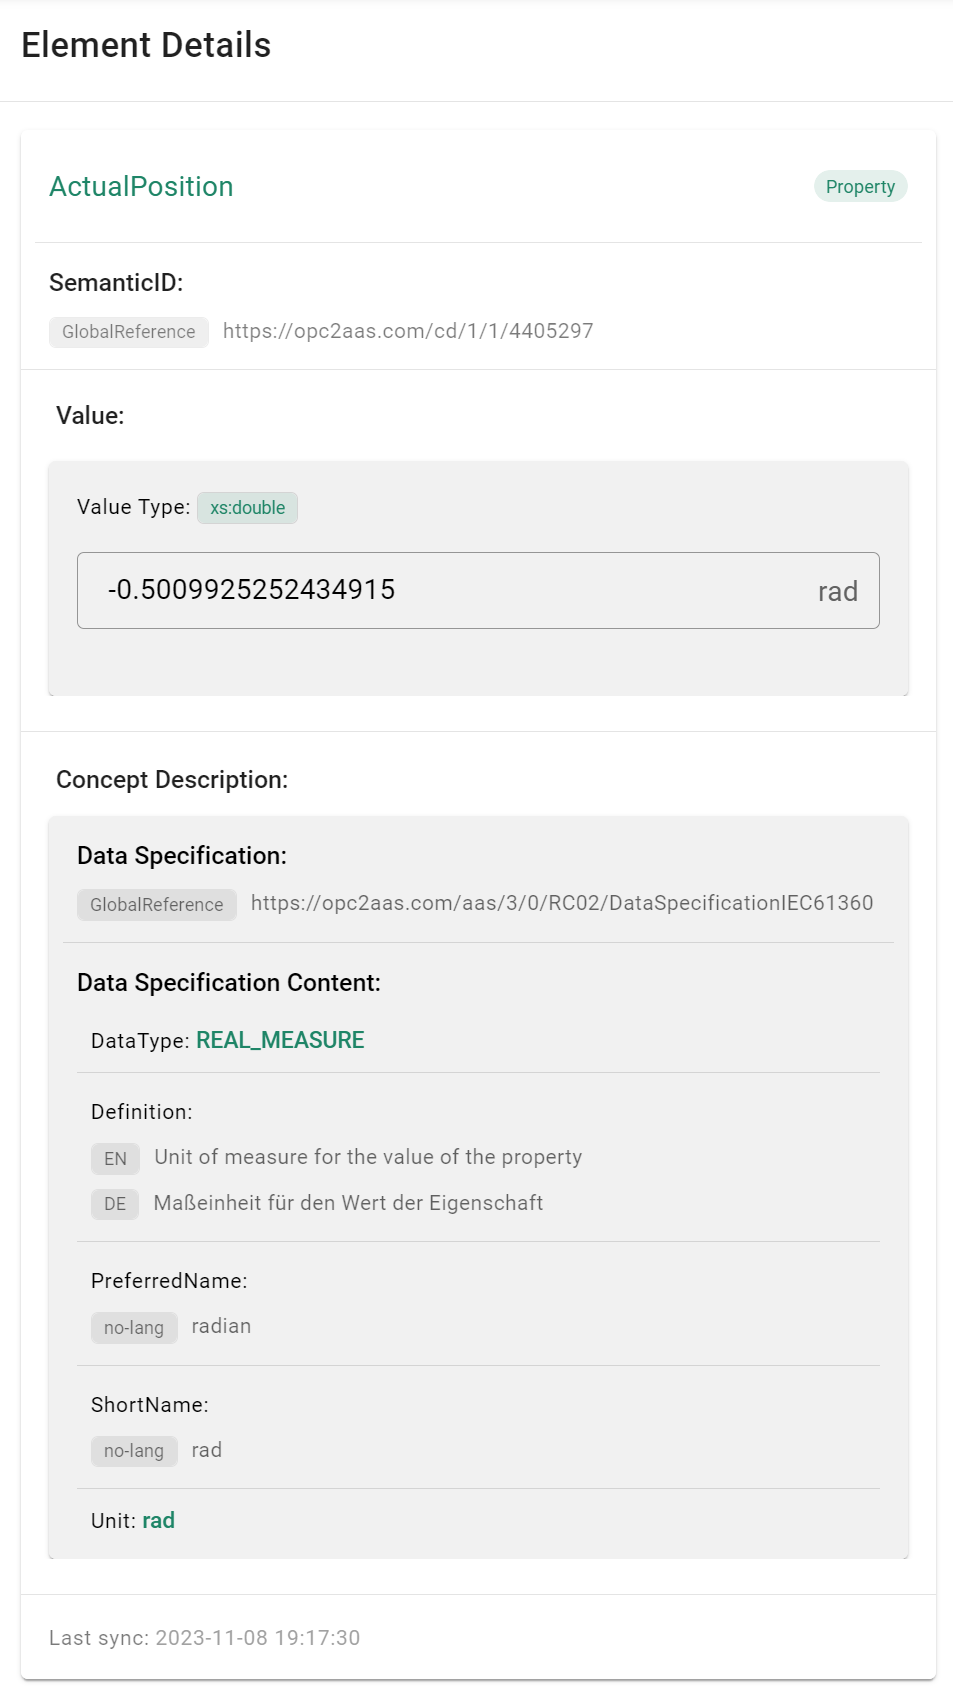 Element Details
ActualPosition Property
SemanticID:
GlobalReference https://opc2aas.com/cd/1/1/4405297
Value:
Value Type: xs:double
-0.5009925252434915 rad
Concept Description:
Data Specification:
GlobalReference https://opc2aas.com/aas/3/0/RC02/DataSpecificationIEC61360
Data Specification Content:
DataType: REAL_MEASURE
Definition:
EN Unit of measure for the value of the property
DE Maßeinheit für den Wert der Eigenschaft
PreferredName:
no-lang radian
ShortName:
no-lang rad
Unit: rad
Last sync: 2023-11-08 19:17:30